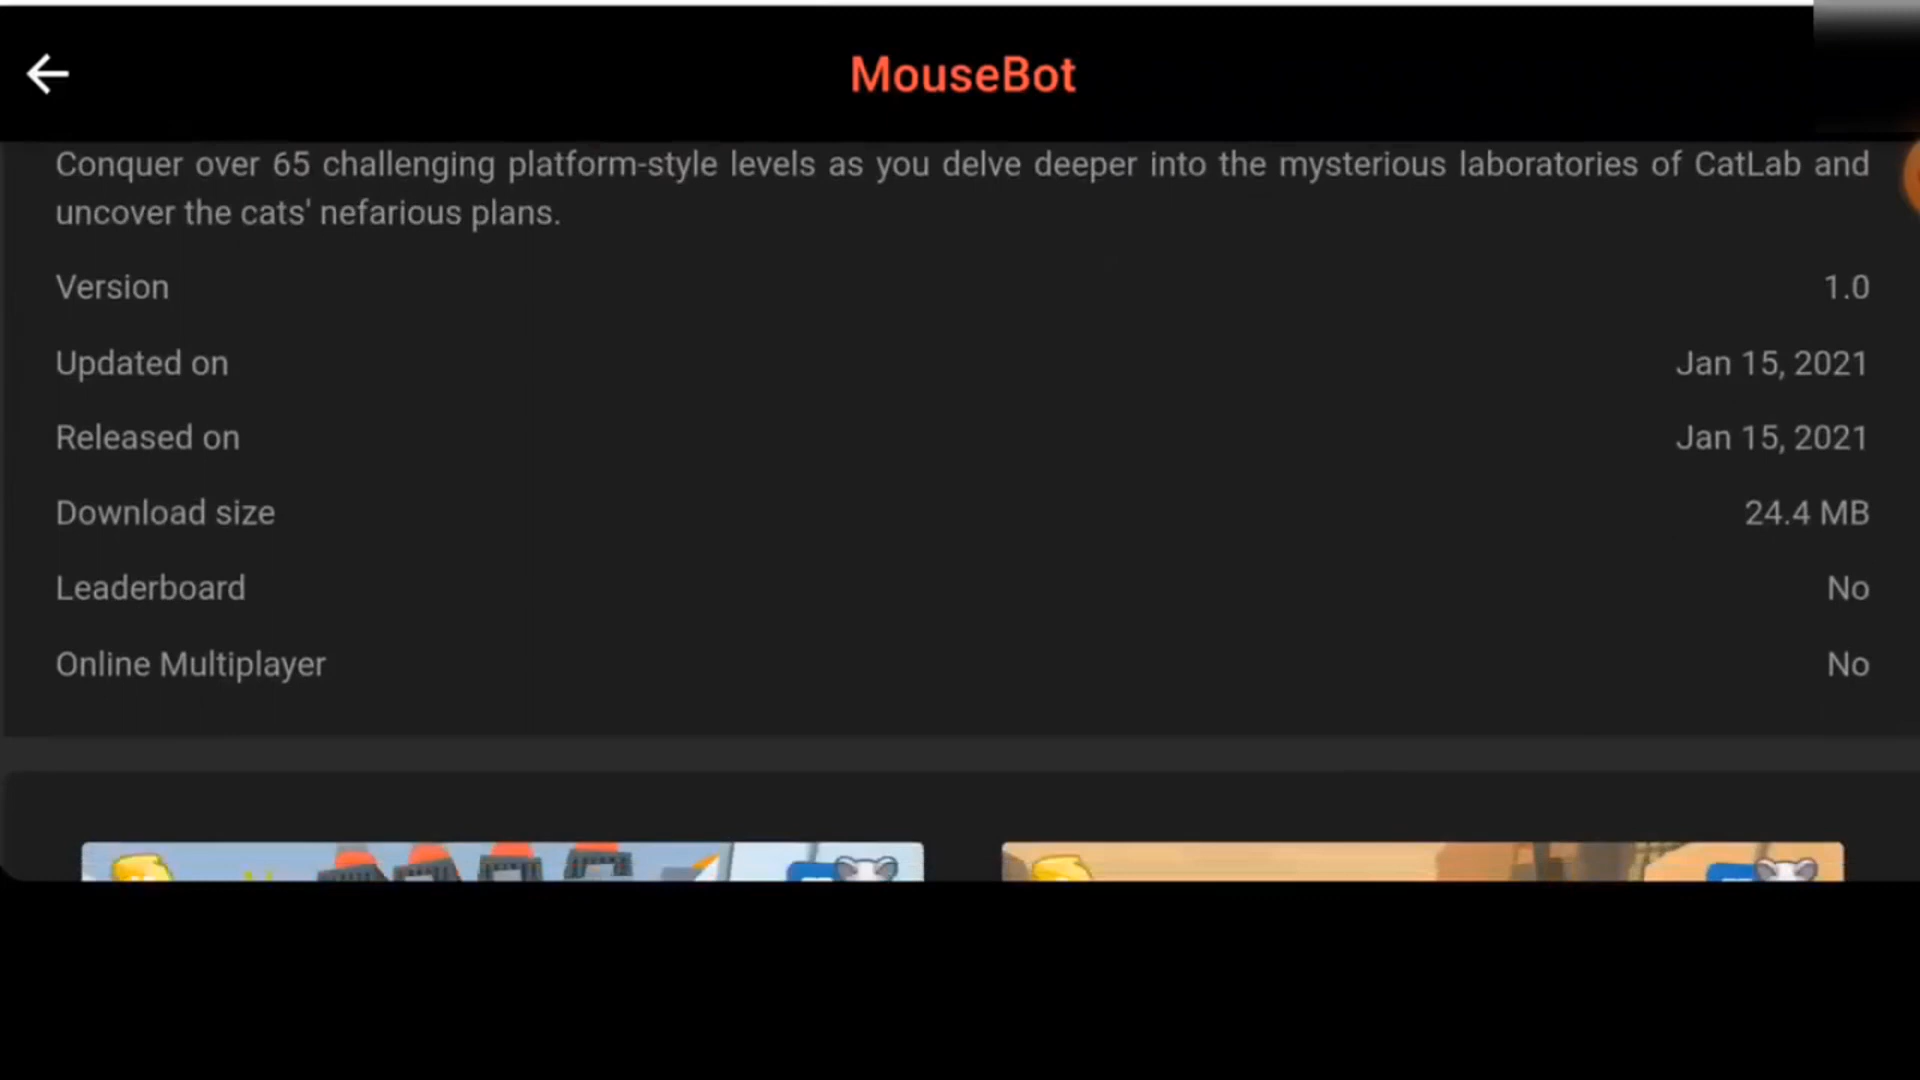 MouseBot
Conquer over 65 challenging platform-style levels as you delve deeper into the mysterious laboratories of CatLab and
uncover the cats' nefarious plans.
Version 1.0
Updated on Jan 15, 2021
Released on Jan 15, 2021
Download size 24.4 MB
Leaderboard No
Online Multiplayer No